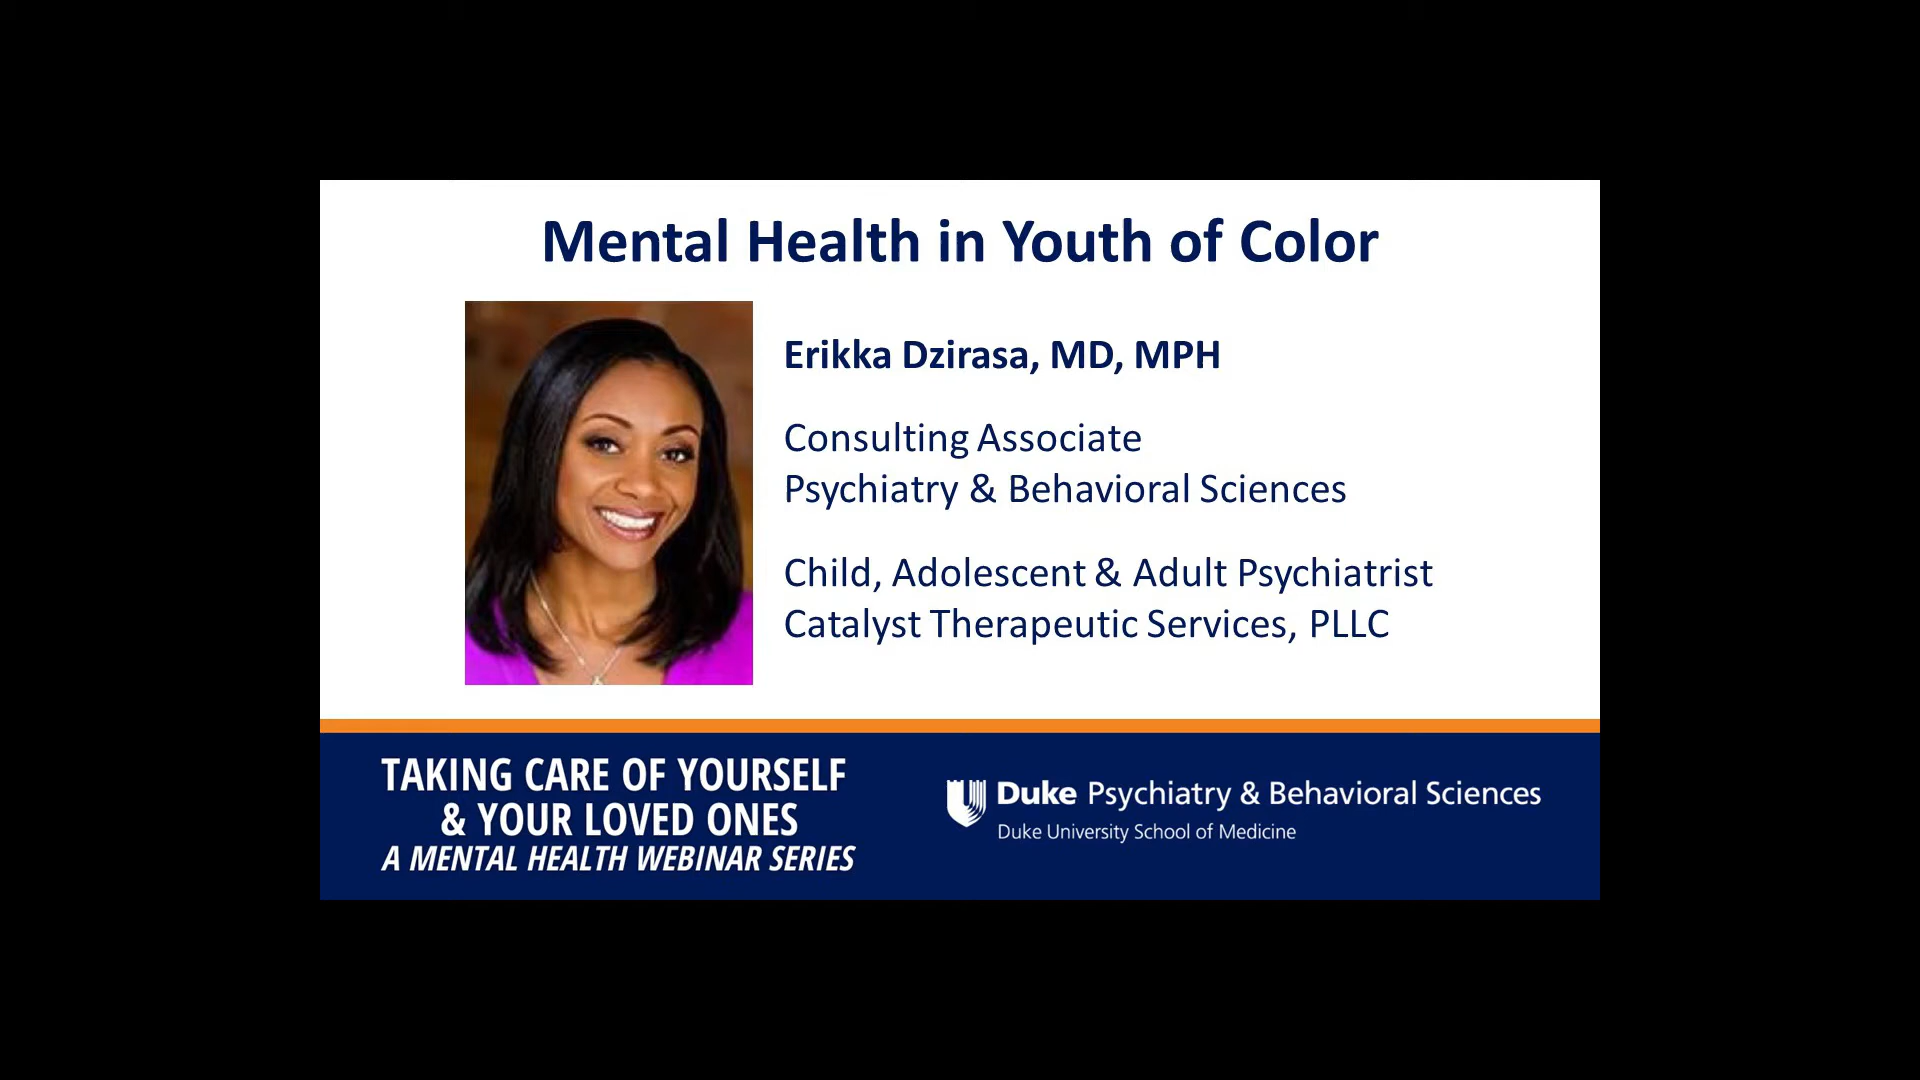 Mental Health in Youth of Color
Erikka Dzirasa, MD, MPH
Consulting Associate
Psychiatry & Behavioral Sciences
Child, Adolescent & Adult Psychiatrist
Catalyst Therapeutic Services, PLLC
TAKING CARE OF YOURSELF
& YOUR LOVED ONES
A MENTAL HEALTH WEBINAR SERIES
Duke Psychiatry & Behavioral Sciences
Duke University School of Medicine